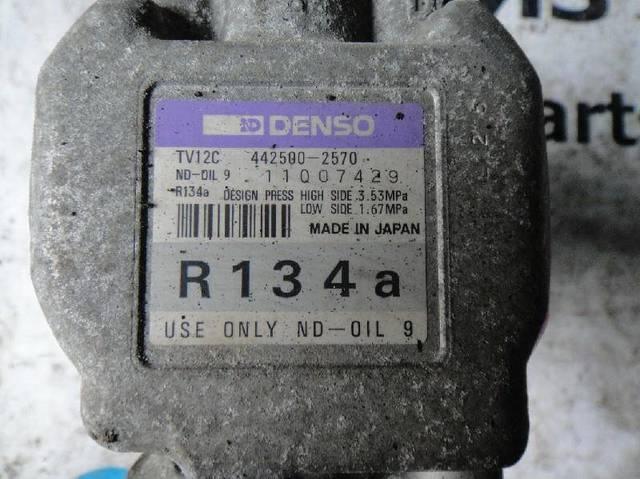 DENSO
TV12C 442500-2570
ND-OIL 9 11007429
R134a DESIGN PRESS HIGH SIDE 3.53MPa
LOW SIDE 1.67MPa
MADE IN JAPAN
R134a
USE ONLY ND-OIL 9